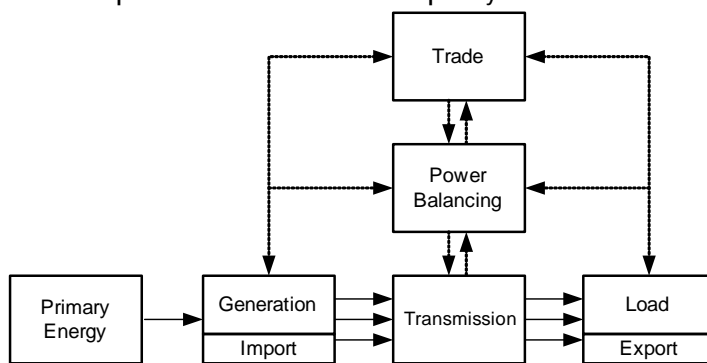 Trade
Power
Balancing
Primary
Energy
Generation
Import
Transmission
Load
Export